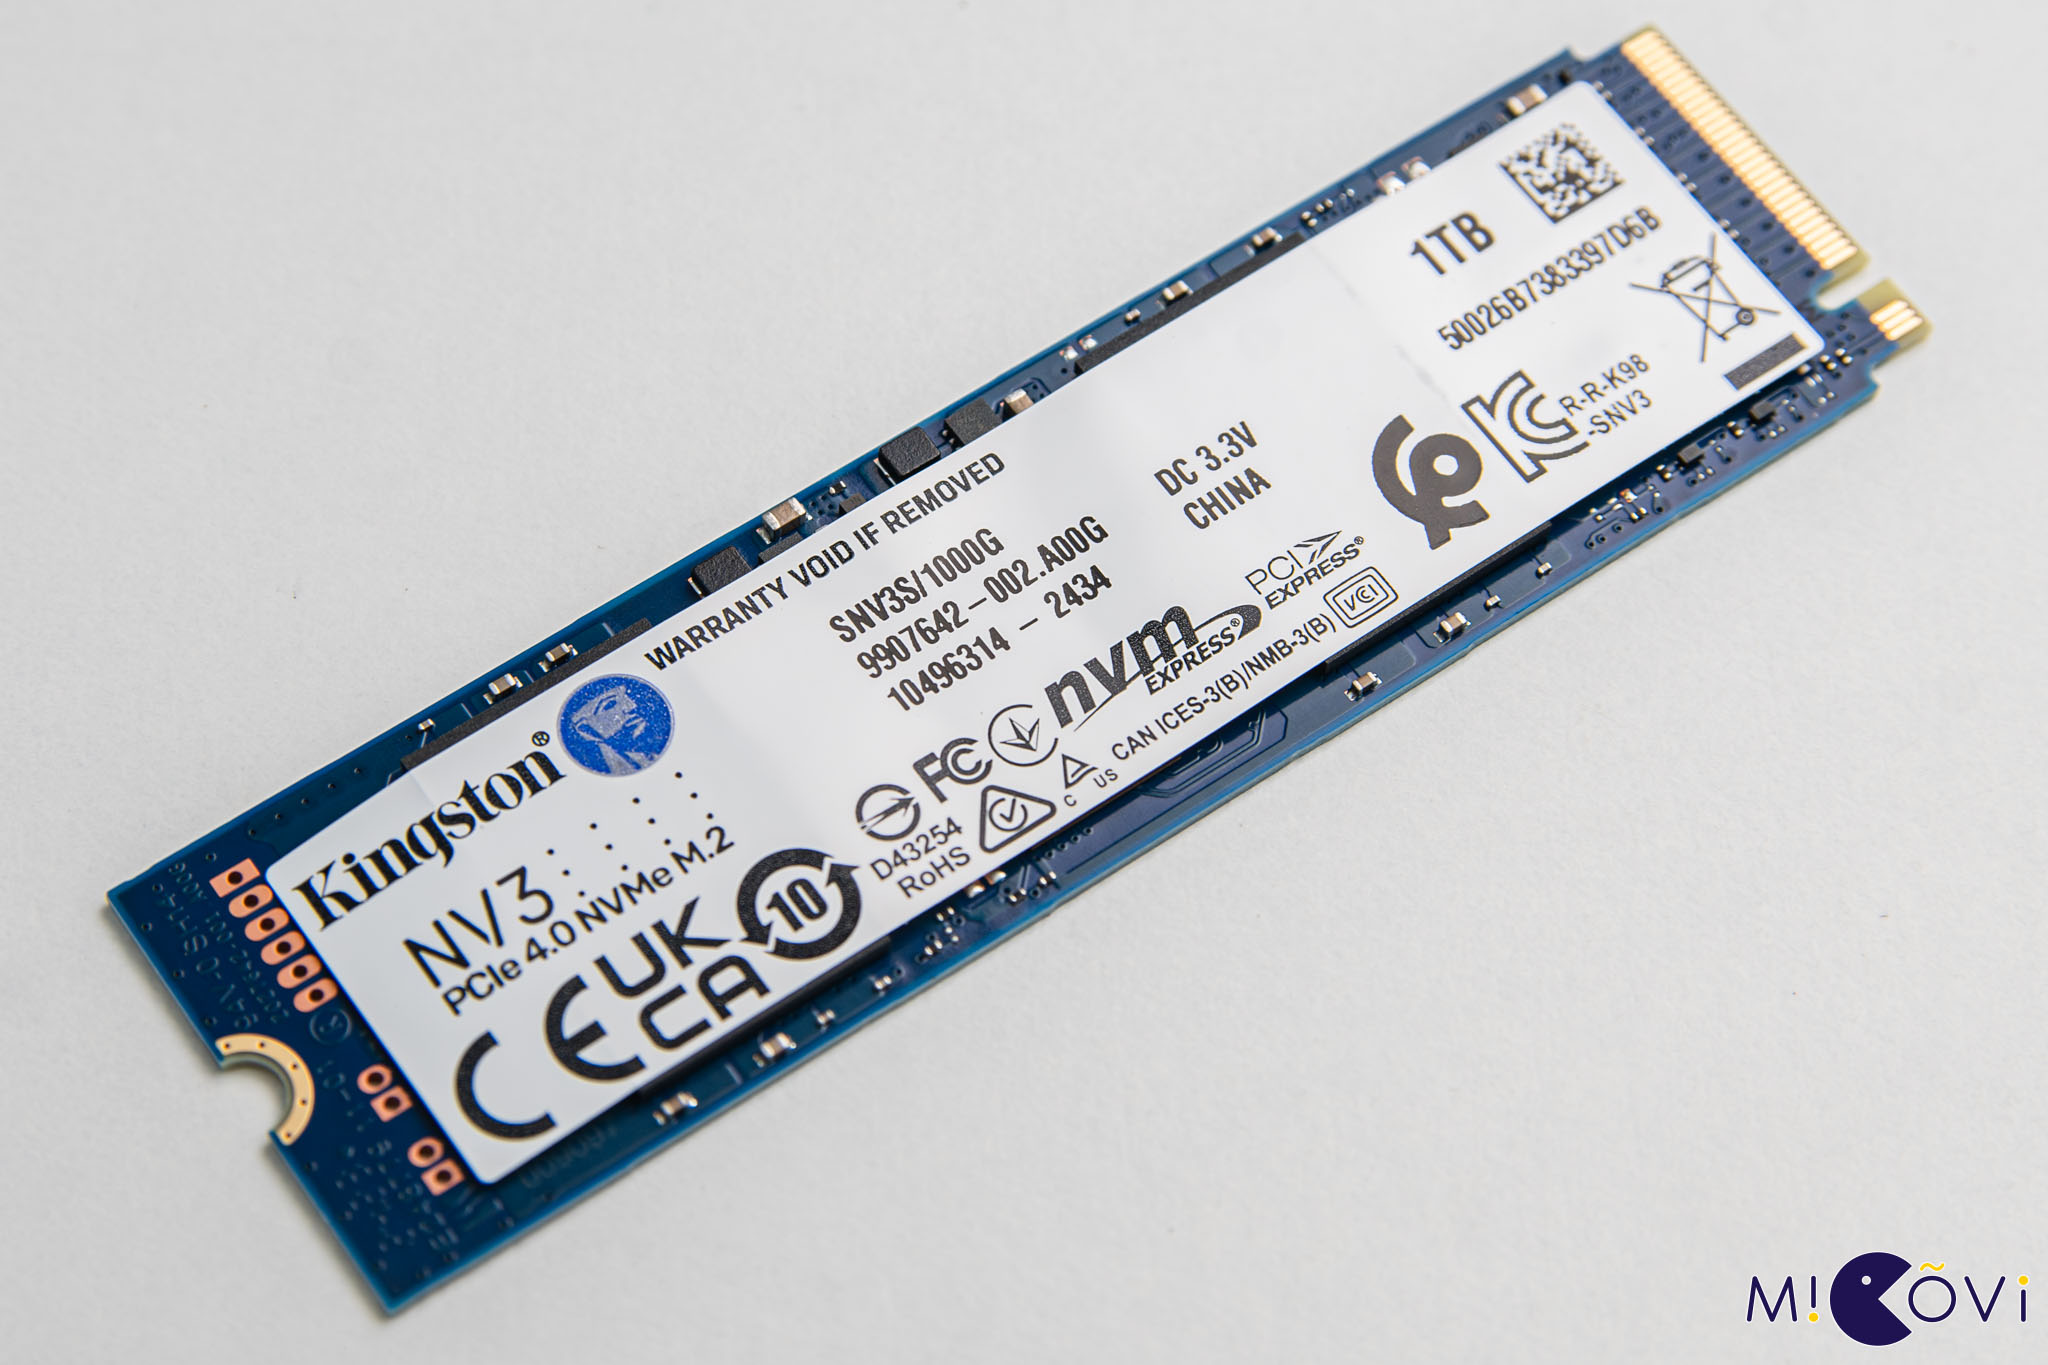 Kingston®
NV3
PCIe 4.0 NVMe M.2
CE UK
CA
10
WARRANTY VOID IF REMOVED
SNV3S/1000G
9907642-002.A00G
10496314 - 2434
DC 3.3V
CHINA
nvm
EXPRESS®
PCI
EXPRESS®
FC
D43254
RoHS
C US
CAN ICES-3(B)/NMB-3(B)
VCI
1TB
50026B7383397D6B
R-R-K98
-SNV3
M!COVi